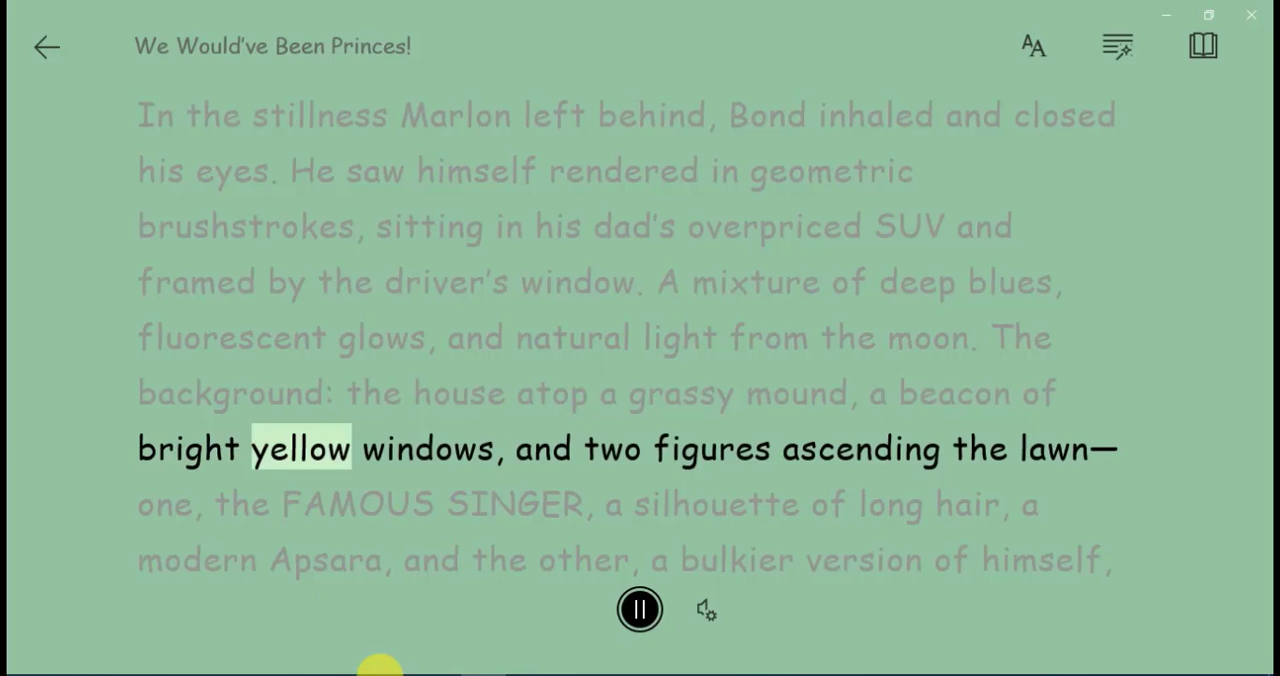 We Would've Been Princes!
AA
In the stillness Marlon left behind, Bond inhaled and closed
his eyes. He saw himself rendered in geometric
brushstrokes, sitting in his dad's overpriced SUV and
framed by the driver's window. A mixture of deep blues,
fluorescent glows, and natural light from the moon. The
background: the house atop a grassy mound, a beacon of
bright yellow windows, and two figures ascending the lawn—
one, the FAMOUS SINGER, a silhouette of long hair, a
modern Apsara, and the other, a bulkier version of himself,